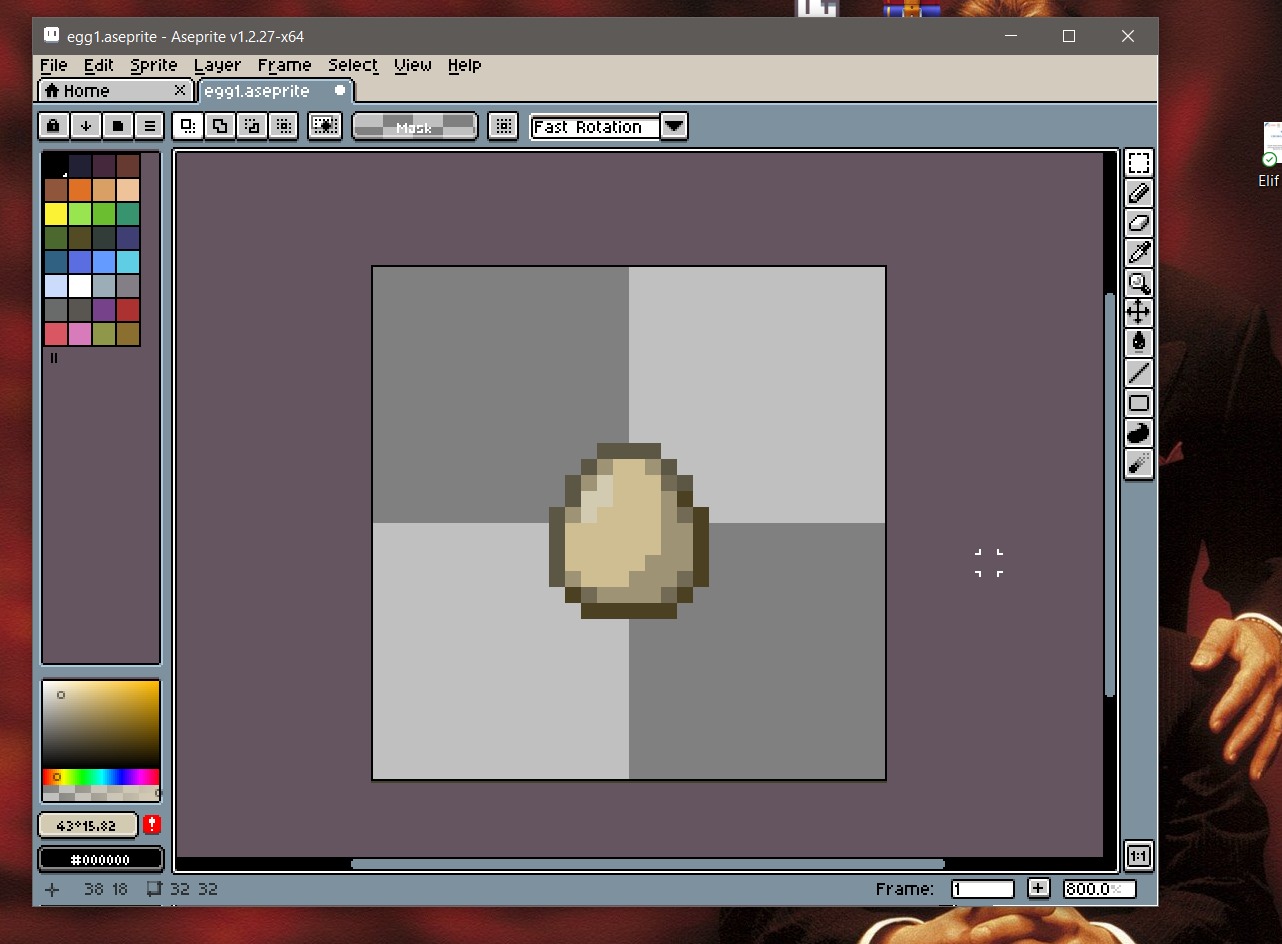 egg1.aseprite - Aseprite v1.2.27-x64
File Edit Sprite Layer Frame Select View Help
Home
egg1.aseprite
Mask
Fast Rotation
Elif
43°15.82
#000000
1:1
38 18 32 32
Frame: 1
800.0%